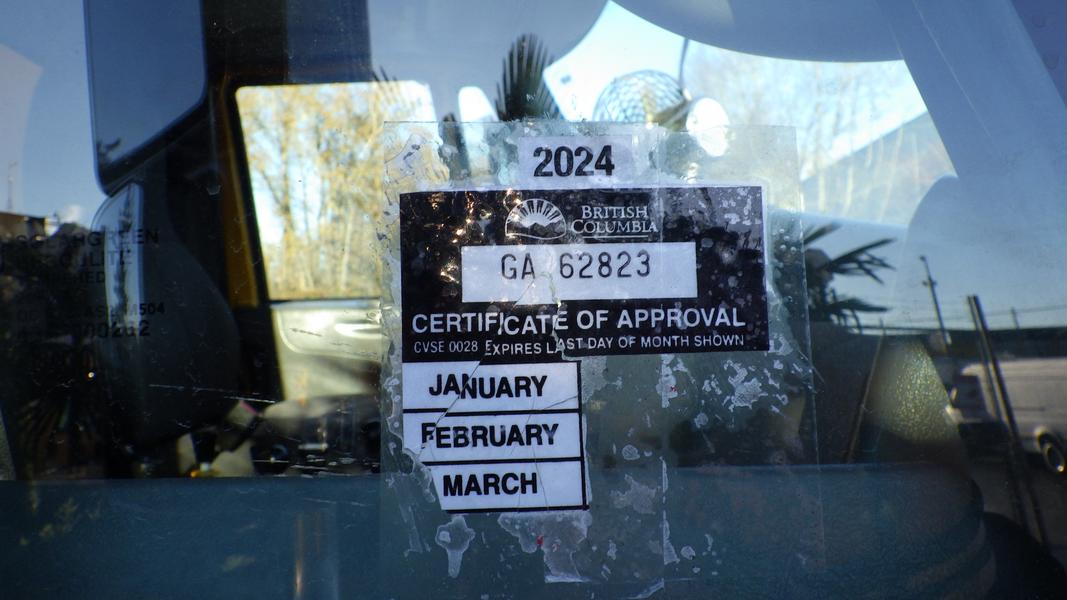 2024
BRITISH
COLUMBIA
GA 62823
CERTIFICATE OF APPROVAL
CVSE 0028 EXPIRES LAST DAY OF MONTH SHOWN
JANUARY
FEBRUARY
MARCH
M504